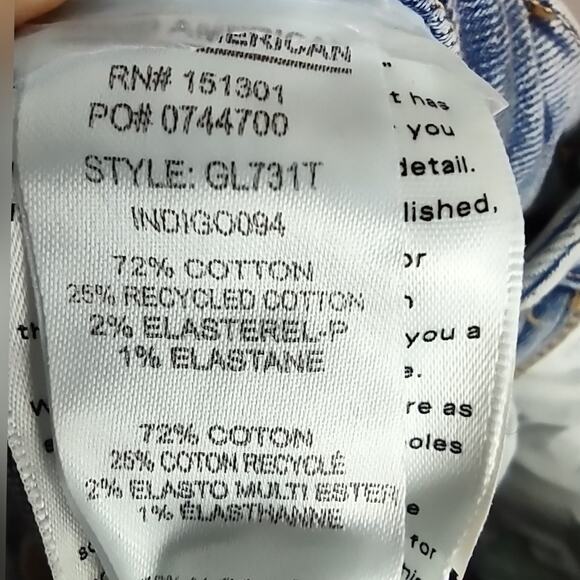 AMERICAN
RN# 151301
PO# 0744700
STYLE: GL731T
INDIGO094
72% COTTON
25% RECYCLED COTTON
2% ELASTEREL-P
1% ELASTANE
72% COTON
25% COTON RECYCLÉ
2% ELASTO MULTI ESTER
1% ÉLASTHANNE
t has
you
detail.
lished,
or
you a
re as
oles
e
for